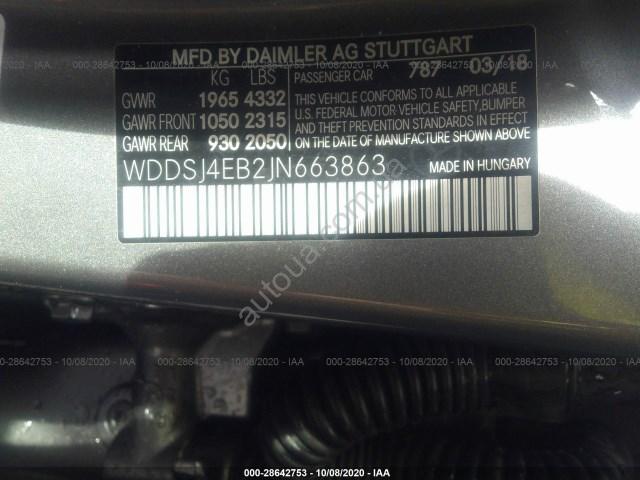 MFD BY DAIMLER AG STUTTGART
KG LBS PASSENGER CAR 787 03/18
GVWR 1965 4332
GAWR FRONT 1050 2315
GAWR REAR 930 2050
THIS VEHICLE CONFORMS TO ALL APPLICABLE
U.S. FEDERAL MOTOR VEHICLE SAFETY,BUMPER
AND THEFT PREVENTION STANDARDS IN EFFECT
ON THE DATE OF MANUFACTURE SHOWN ABOVE.
WDDSJ4EB2JN663863 MADE IN HUNGARY
autoua.com.ua
000-28642753 - 10/08/2020 - IAA